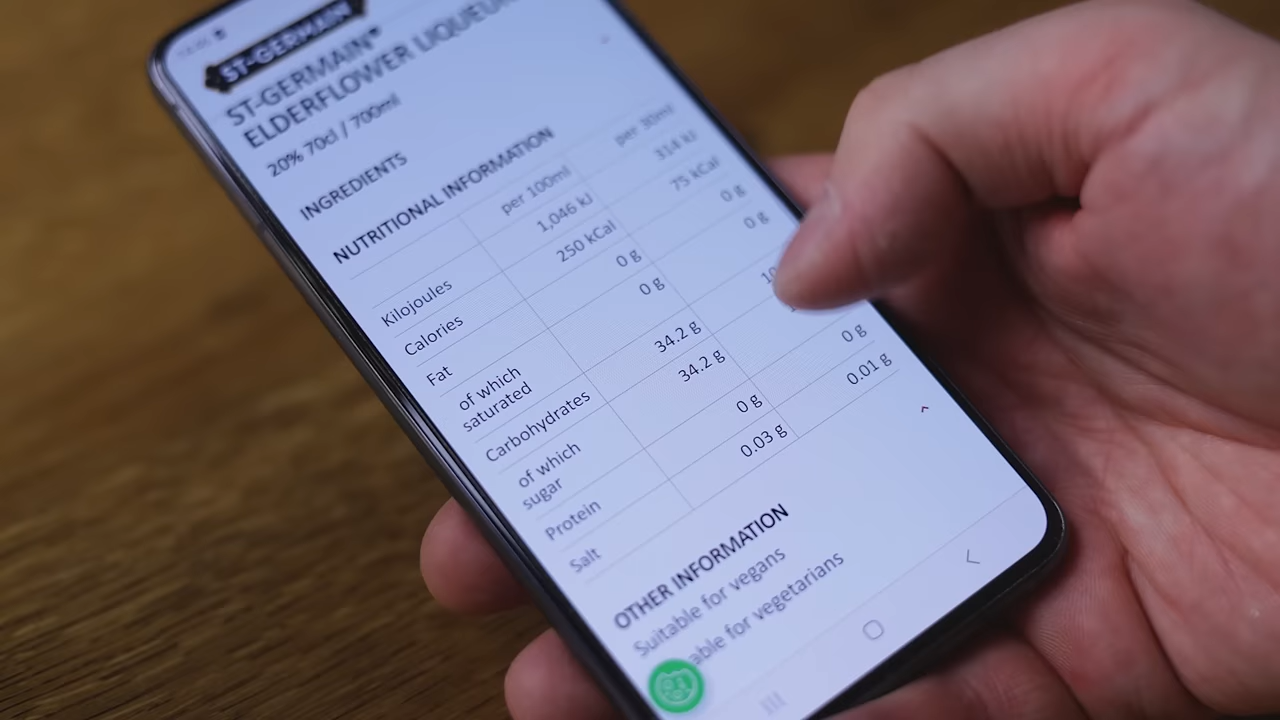 ST-GERMAIN
ST-GERMAIN®
ELDERFLOWER LIQUEUR
20% 70cl / 700ml
INGREDIENTS
NUTRITIONAL INFORMATION
per 100ml per 30ml
Kilojoules 1,046 kJ 314 kJ
Calories 250 kCal 75 kCal
Fat 0 g 0 g
of which
saturated 0 g 0 g
Carbohydrates 34.2 g
of which
sugar 34.2 g
Protein 0 g 0 g
Salt 0.03 g 0.01 g
OTHER INFORMATION
Suitable for vegans
able for vegetarians